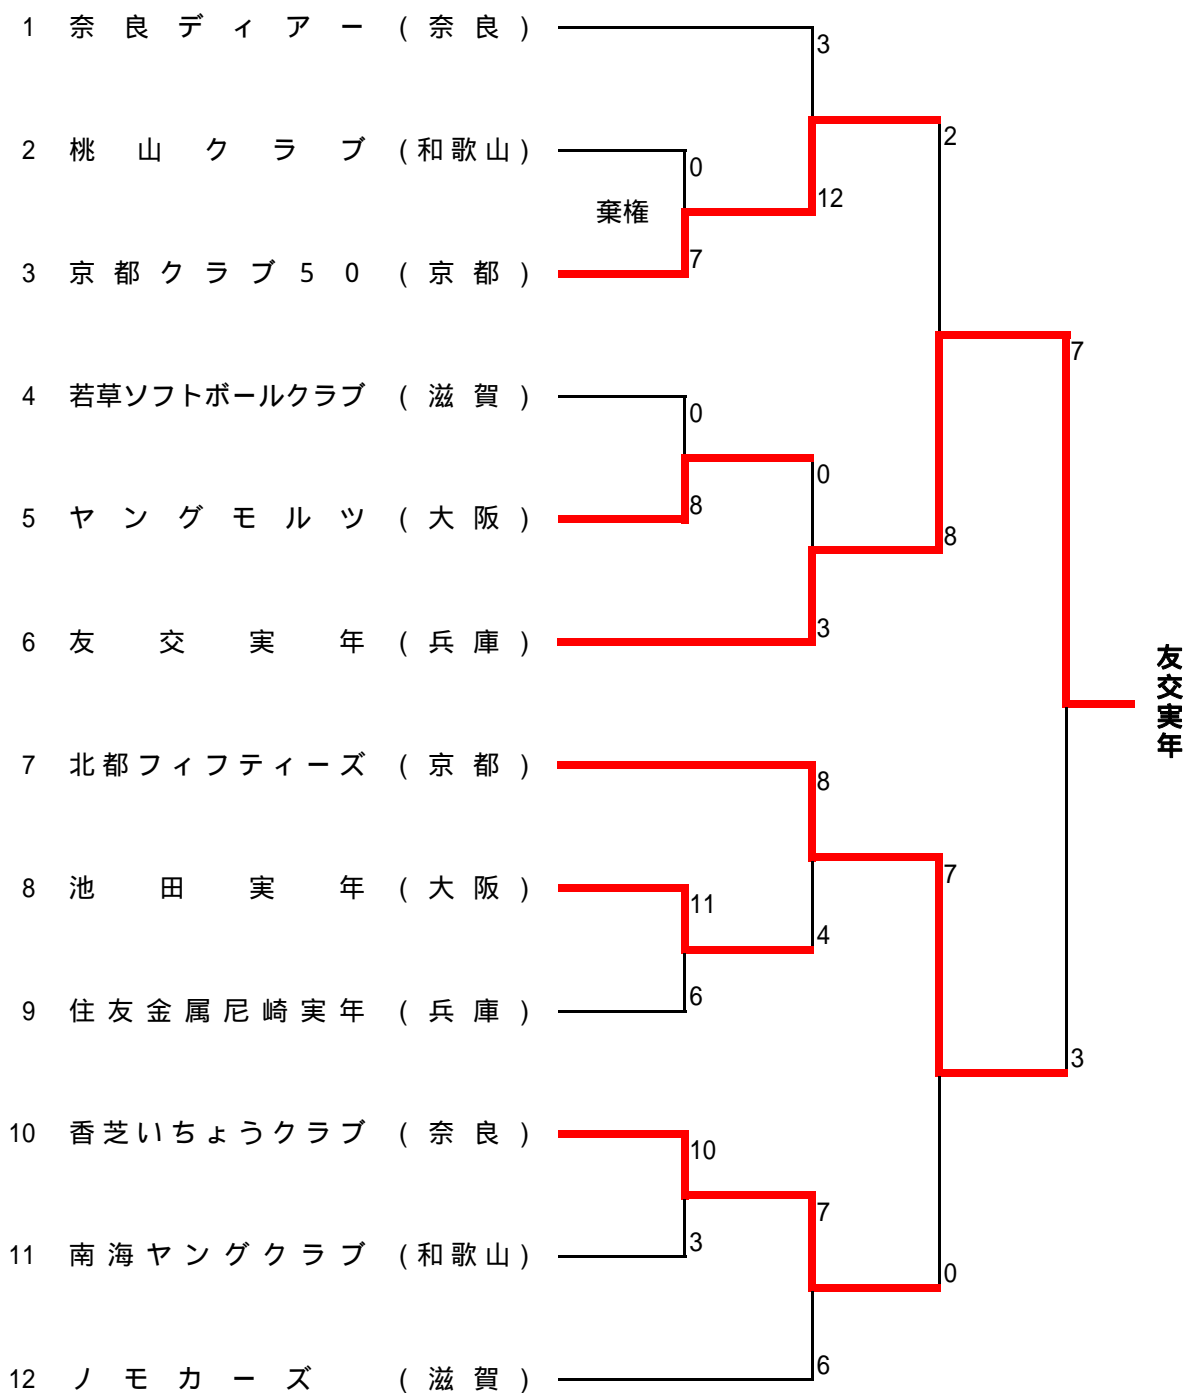 1 奈良ディアー (奈良)
3
2
2 桃山クラブ (和歌山)
0
12
棄権
7
3 京都クラブ50 (京都)
7
4 若草ソフトボールクラブ (滋賀)
0
0
8
5 ヤングモルツ (大阪)
8
3
6 友交実年 (兵庫)
友交実年
7 北都フィフティーズ (京都)
8
7
8 池田実年 (大阪)
11
4
6
9 住友金属尼崎実年 (兵庫)
3
10 香芝いちょうクラブ (奈良)
10
7
3
11 南海ヤングクラブ (和歌山)
0
6
12 ノモカーズ (滋賀)